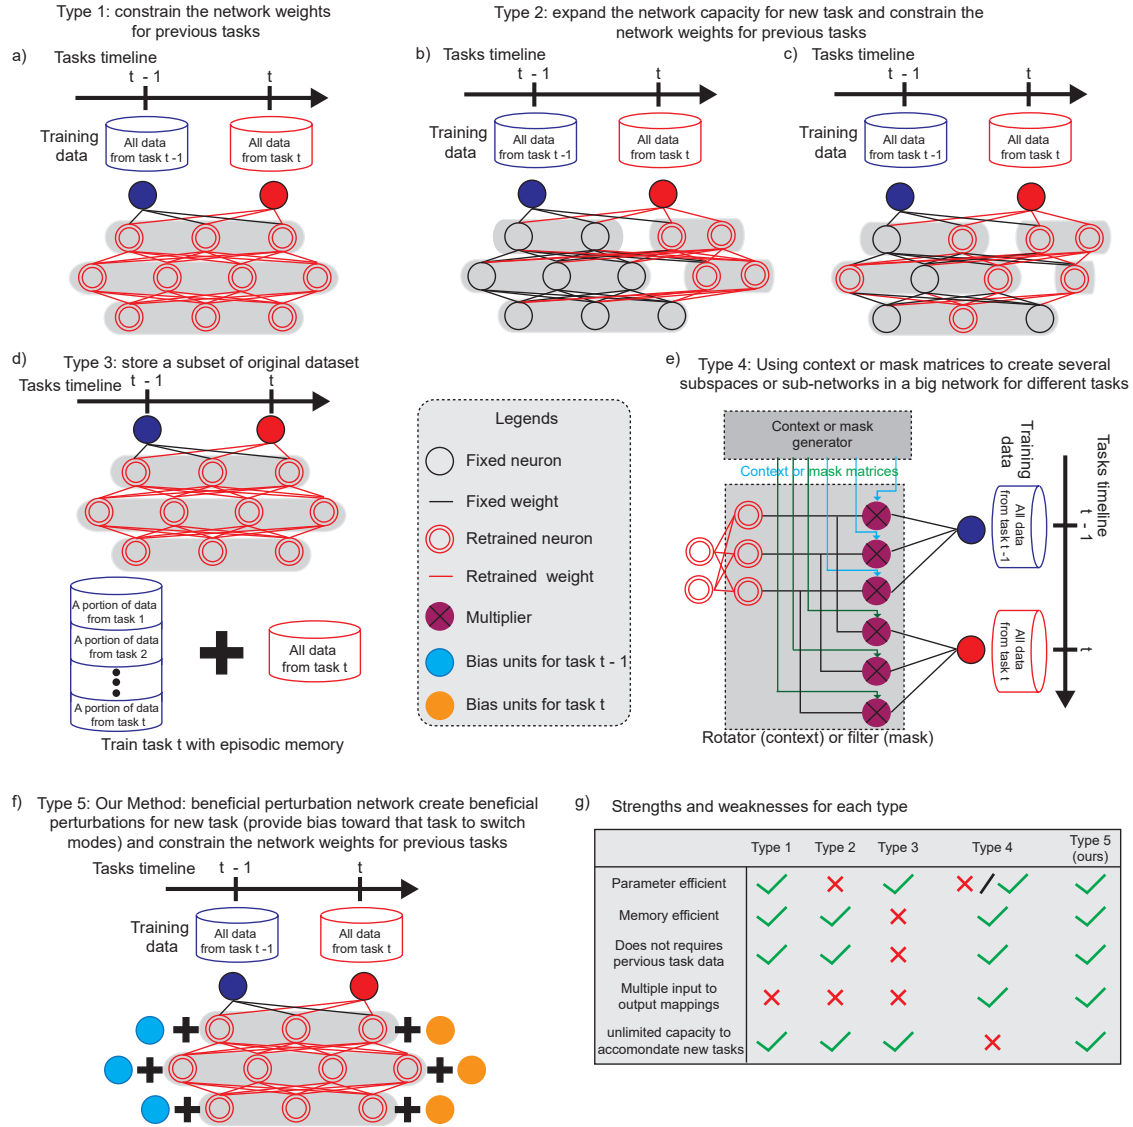 Type 1: constrain the network weights
for previous tasks
Type 2: expand the network capacity for new task and constrain the
network weights for previous tasks
a)
Tasks timeline
t - 1
t
Training
data
All data
from task t -1
All data
from task t
b)
Tasks timeline
t - 1
t
Training
data
All data
from task t -1
All data
from task t
c)
Tasks timeline
t - 1
t
Training
data
All data
from task t -1
All data
from task t
d)
Type 3: store a subset of original dataset
Tasks timeline
t - 1
t
A portion of data
from task 1
A portion of data
from task 2
A portion of data
from task t
All data
from task t
Train task t with episodic memory
Legends
Fixed neuron
Fixed weight
Retrained neuron
Retrained weight
Multiplier
Bias units for task t - 1
Bias units for task t
e)
Type 4: Using context or mask matrices to create several
subspaces or sub-networks in a big network for different tasks
Context or mask
generator
Context or mask matrices
Training
data
Tasks timeline
All data
from task t -1
t - 1
All data
from task t
t
Rotator (context) or filter (mask)
f)
Type 5: Our Method: beneficial perturbation network create beneficial
perturbations for new task (provide bias toward that task to switch
modes) and constrain the network weights for previous tasks
Tasks timeline
t - 1
t
Training
data
All data
from task t -1
All data
from task t
g)
Strengths and weaknesses for each type
Type 1
Type 2
Type 3
Type 4
Type 5
(ours)
Parameter efficient
Memory efficient
Does not requires
pervious task data
Multiple input to
output mappings
unlimited capacity to
accomondate new tasks